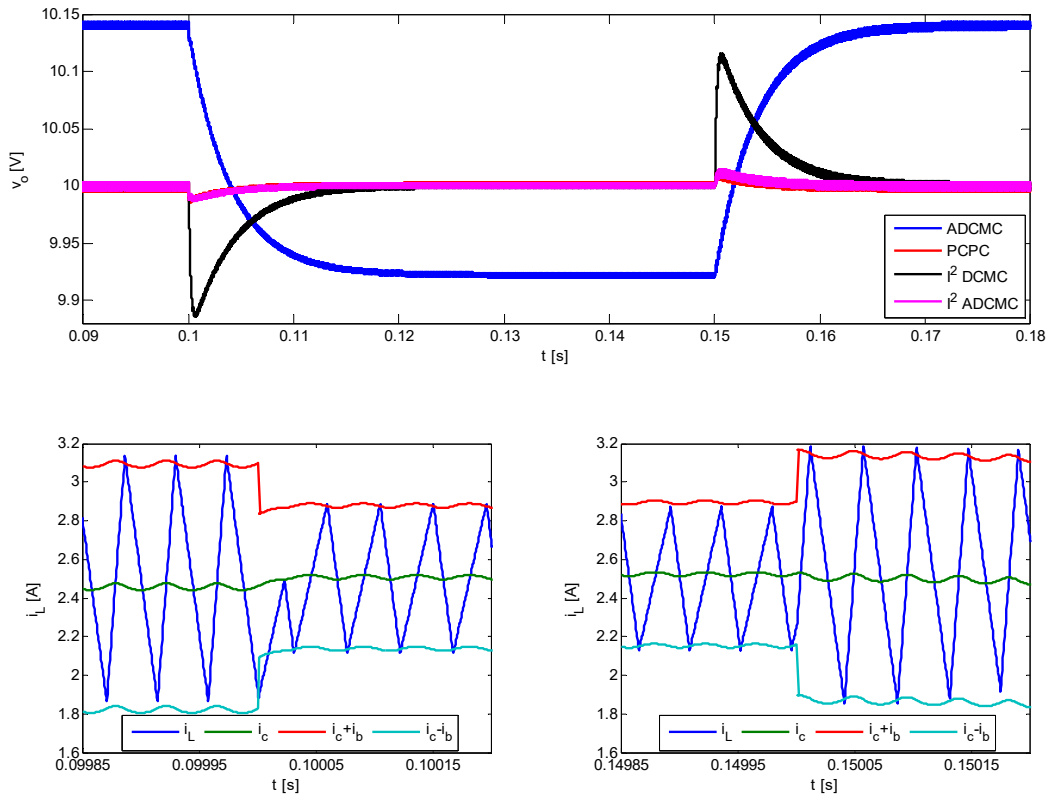 10.15
10.1
10.05
10
9.95
9.9
v_o [V]
0.09 0.1 0.11 0.12 0.13 0.14 0.15 0.16 0.17 0.18
t [s]
ADCMC
PCPC
I² DCMC
I² ADCMC
3.2
3
2.8
2.6
2.4
2.2
2
1.8
1.6
i_L [A]
i_L i_c i_c+i_b i_c-i_b
0.09985 0.09995 0.10005 0.10015
t [s]
3.2
3
2.8
2.6
2.4
2.2
2
1.8
1.6
i_L [A]
i_L i_c i_c+i_b i_c-i_b
0.14985 0.14995 0.15005 0.15015
t [s]